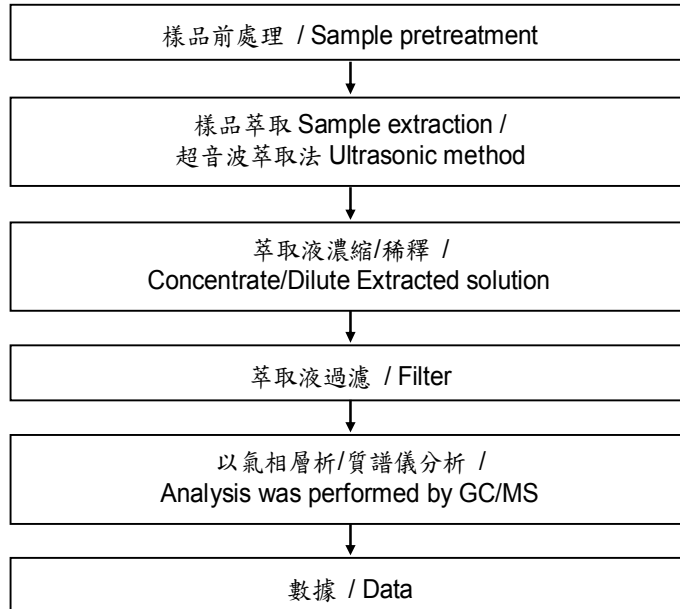 樣品前處理 / Sample pretreatment
樣品萃取 Sample extraction /
超音波萃取法 Ultrasonic method
萃取液濃縮/稀釋 /
Concentrate/Dilute Extracted solution
萃取液過濾 / Filter
以氣相層析/質譜儀分析 /
Analysis was performed by GC/MS
數據 / Data